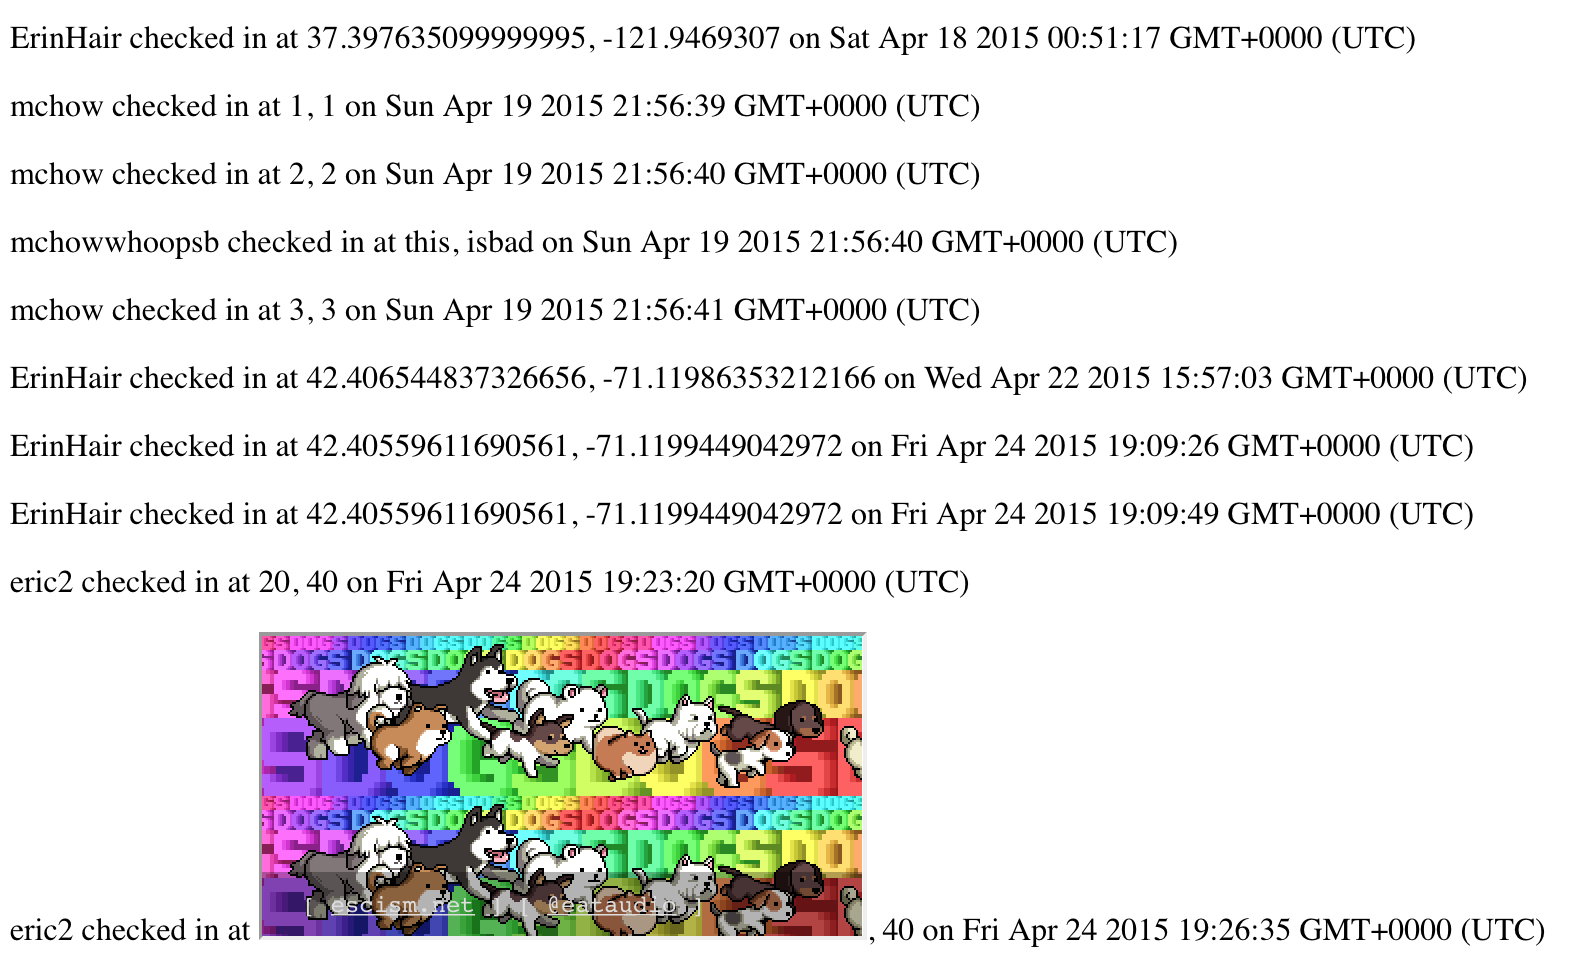 ErinHair checked in at 37.397635099999995, -121.9469307 on Sat Apr 18 2015 00:51:17 GMT+0000 (UTC)
mchow checked in at 1, 1 on Sun Apr 19 2015 21:56:39 GMT+0000 (UTC)
mchow checked in at 2, 2 on Sun Apr 19 2015 21:56:40 GMT+0000 (UTC)
mchowwhoopsb checked in at this, isbad on Sun Apr 19 2015 21:56:40 GMT+0000 (UTC)
mchow checked in at 3, 3 on Sun Apr 19 2015 21:56:41 GMT+0000 (UTC)
ErinHair checked in at 42.406544837326656, -71.11986353212166 on Wed Apr 22 2015 15:57:03 GMT+0000 (UTC)
ErinHair checked in at 42.40559611690561, -71.1199449042972 on Fri Apr 24 2015 19:09:26 GMT+0000 (UTC)
ErinHair checked in at 42.40559611690561, -71.1199449042972 on Fri Apr 24 2015 19:09:49 GMT+0000 (UTC)
eric2 checked in at 20, 40 on Fri Apr 24 2015 19:23:20 GMT+0000 (UTC)
DOGSDOGSDOGSDOGSDOGSDOGSDOGS
[ escism.net ] [ @eataudio ]
eric2 checked in at , 40 on Fri Apr 24 2015 19:26:35 GMT+0000 (UTC)